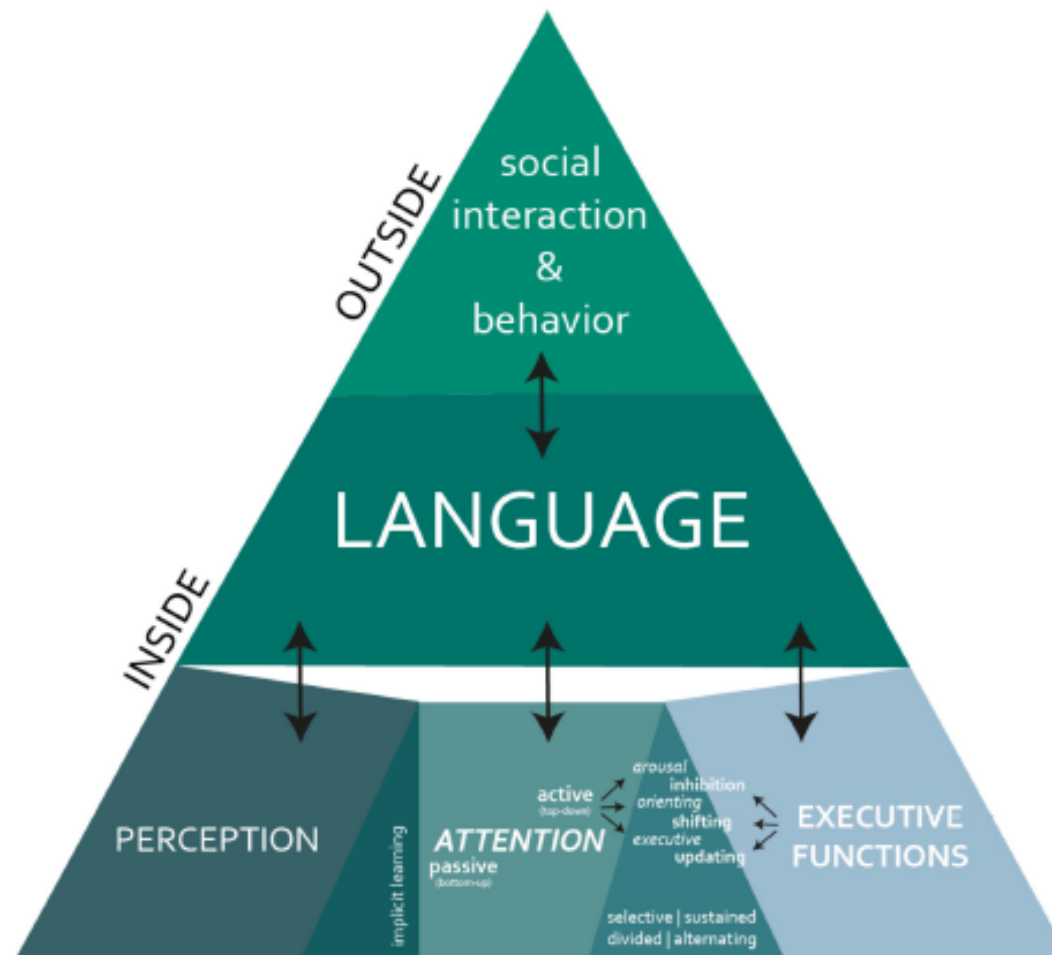 OUTSIDE
social
interaction
&
behavior
INSIDE
LANGUAGE
PERCEPTION
implicit learning
active
(top-down)
ATTENTION
passive
(bottom-up)
arousal
inhibition
orienting
shifting
executive
updating
selective | sustained
divided | alternating
EXECUTIVE
FUNCTIONS